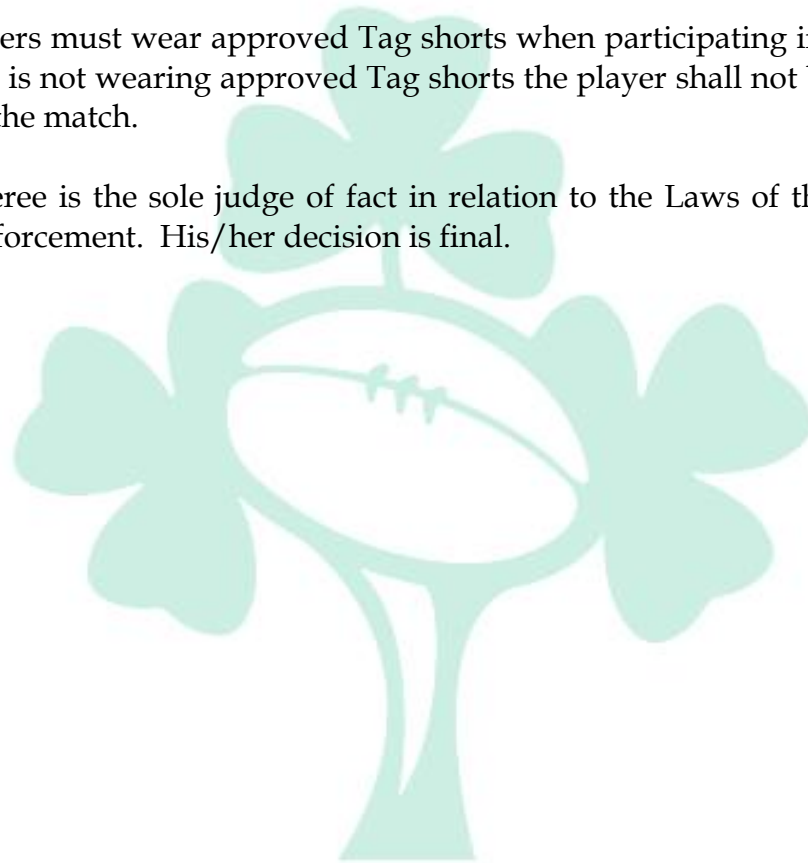 ers must wear approved Tag shorts when participating i
is not wearing approved Tag shorts the player shall not
the match.
eree is the sole judge of fact in relation to the Laws of th
forcement.  His/her decision is final.